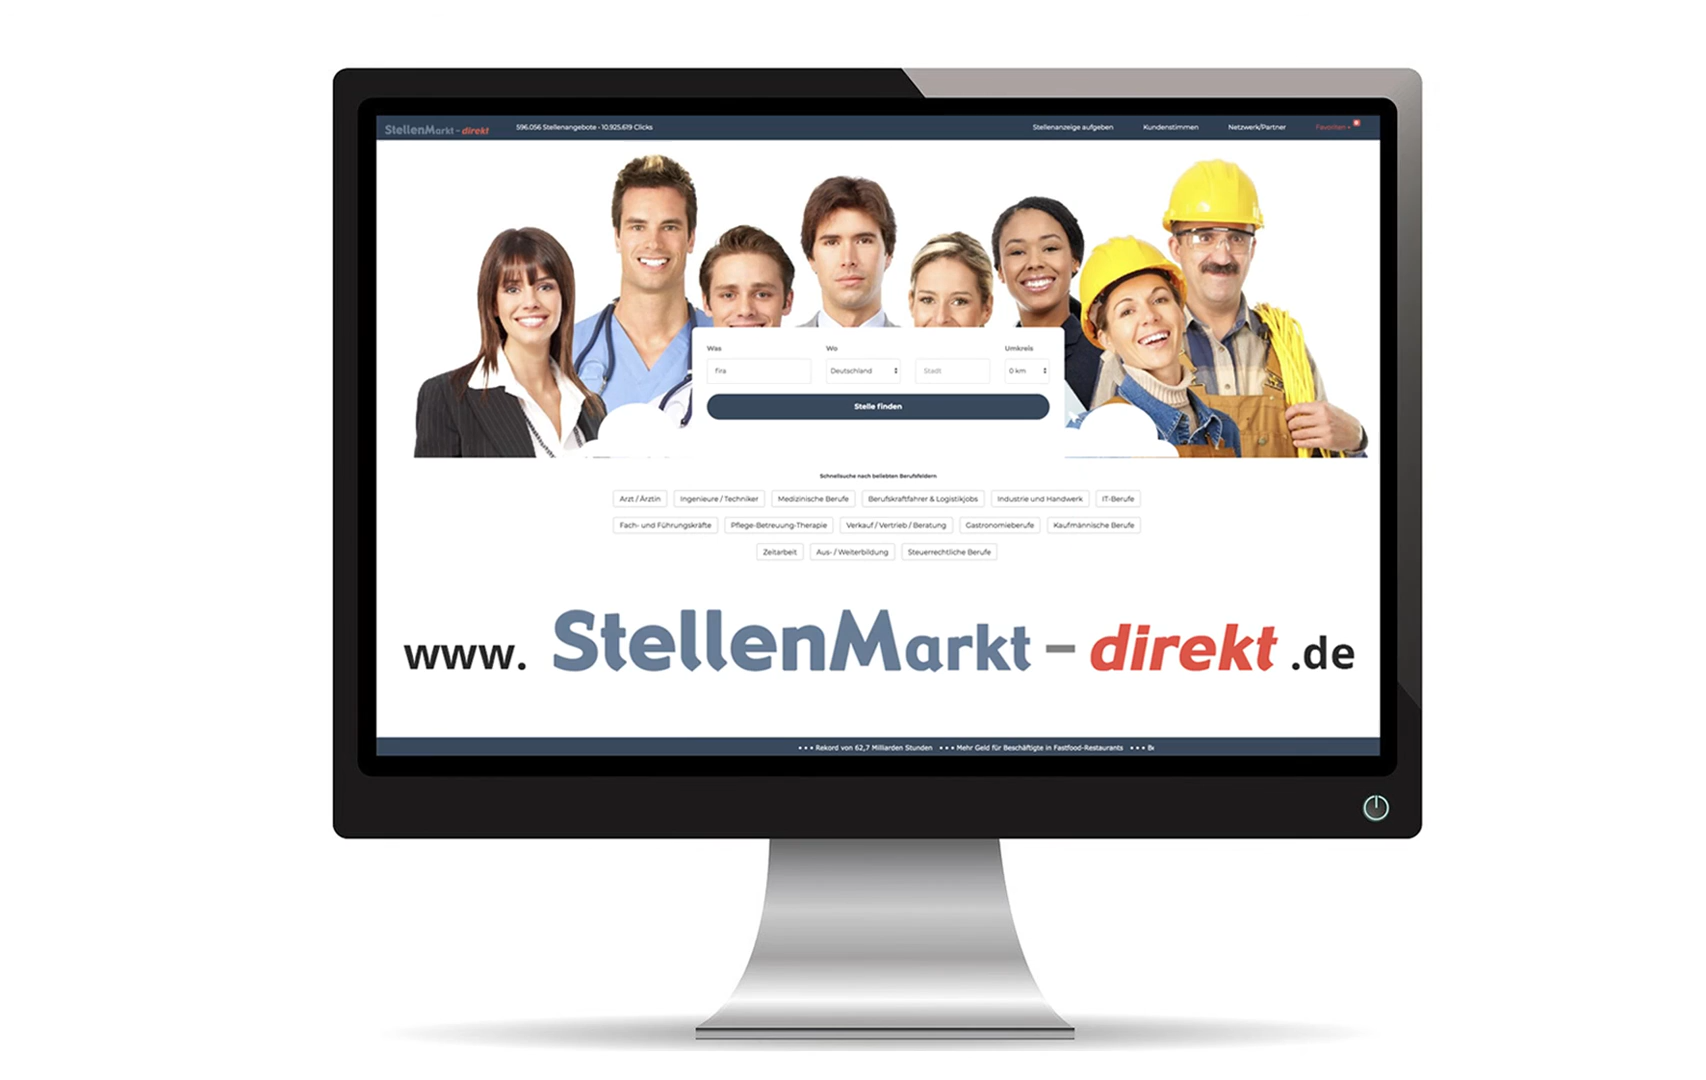 StellenMarkt - direkt 596.056 Stellenangebote • 10.925.619 Clicks Stellenanzeige aufgeben Kundenstimmen Netzwerk/Partner Favoriten
Was Wo Umkreis
fira Deutschland Stadt 0 km
Stelle finden
Schnellsuche nach beliebten Berufsfeldern
Arzt / Ärztin Ingenieure / Techniker Medizinische Berufe Berufskraftfahrer & Logistikjobs Industrie und Handwerk IT-Berufe
Fach- und Führungskräfte Pflege-Betreuung-Therapie Verkauf / Vertrieb / Beratung Gastronomieberufe Kaufmännische Berufe
Zeitarbeit Aus- / Weiterbildung Steuerrechtliche Berufe
www. StellenMarkt - direkt .de
• • • Rekord von 62,7 Milliarden Stunden • • • Mehr Geld für Beschäftigte in Fastfood-Restaurants • • •